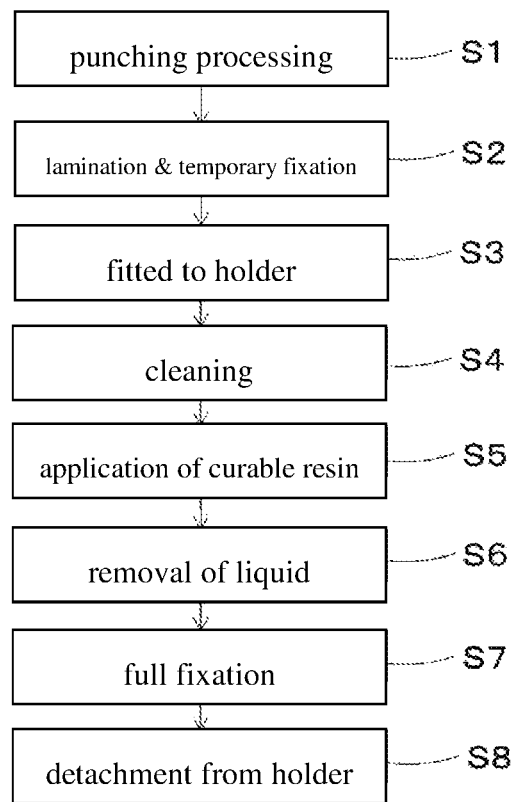 punching processing S1
lamination & temporary fixation S2
fitted to holder S3
cleaning S4
application of curable resin S5
removal of liquid S6
full fixation S7
detachment from holder S8